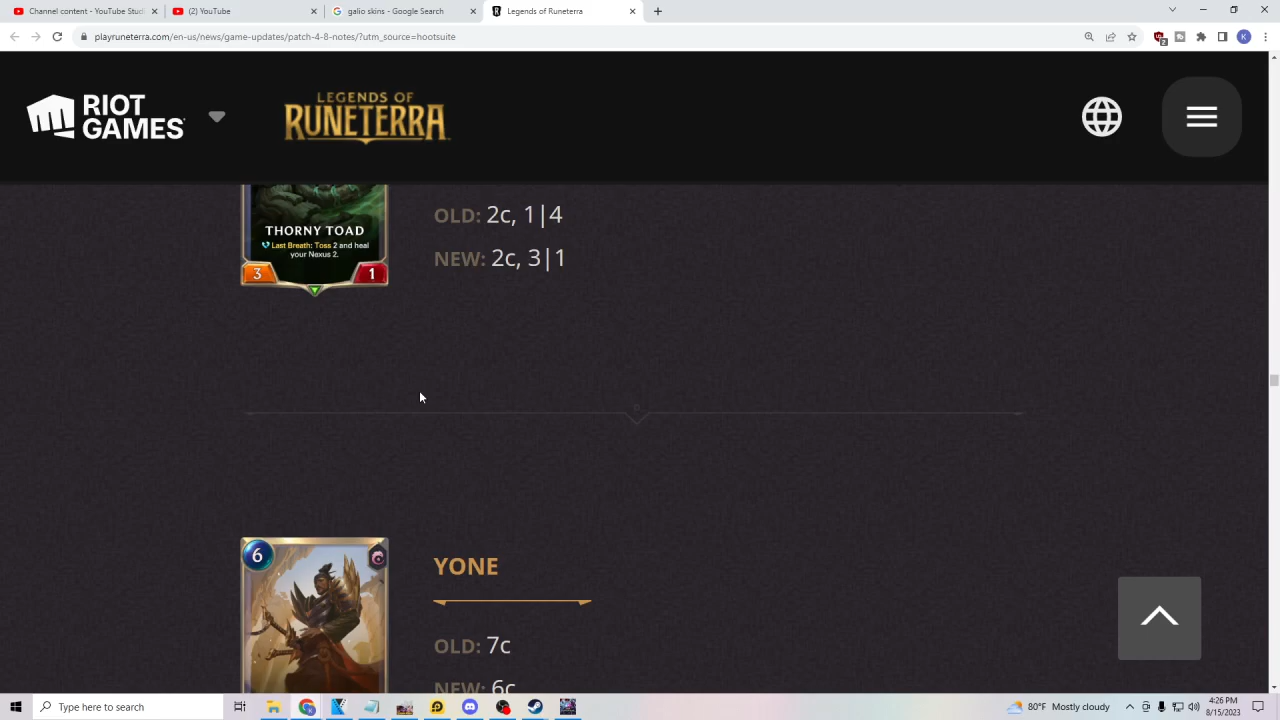 Channel content - YouTube Stud
(2) YouTube
galio skins - Google Search
Legends of Runeterra
playruneterra.com/en-us/news/game-updates/patch-4-8-notes/?utm_source=hootsuite
2
K
RIOT
GAMES
LEGENDS OF
RUNETERRA
THORNY TOAD
Last Breath: Toss 2 and heal
your Nexus 2.
3
1
OLD: 2c, 1|4
NEW: 2c, 3|1
6
YONE
OLD: 7c
NEW: 6c
Type here to search
80°F Mostly cloudy
4:26 PM
8/15/2023